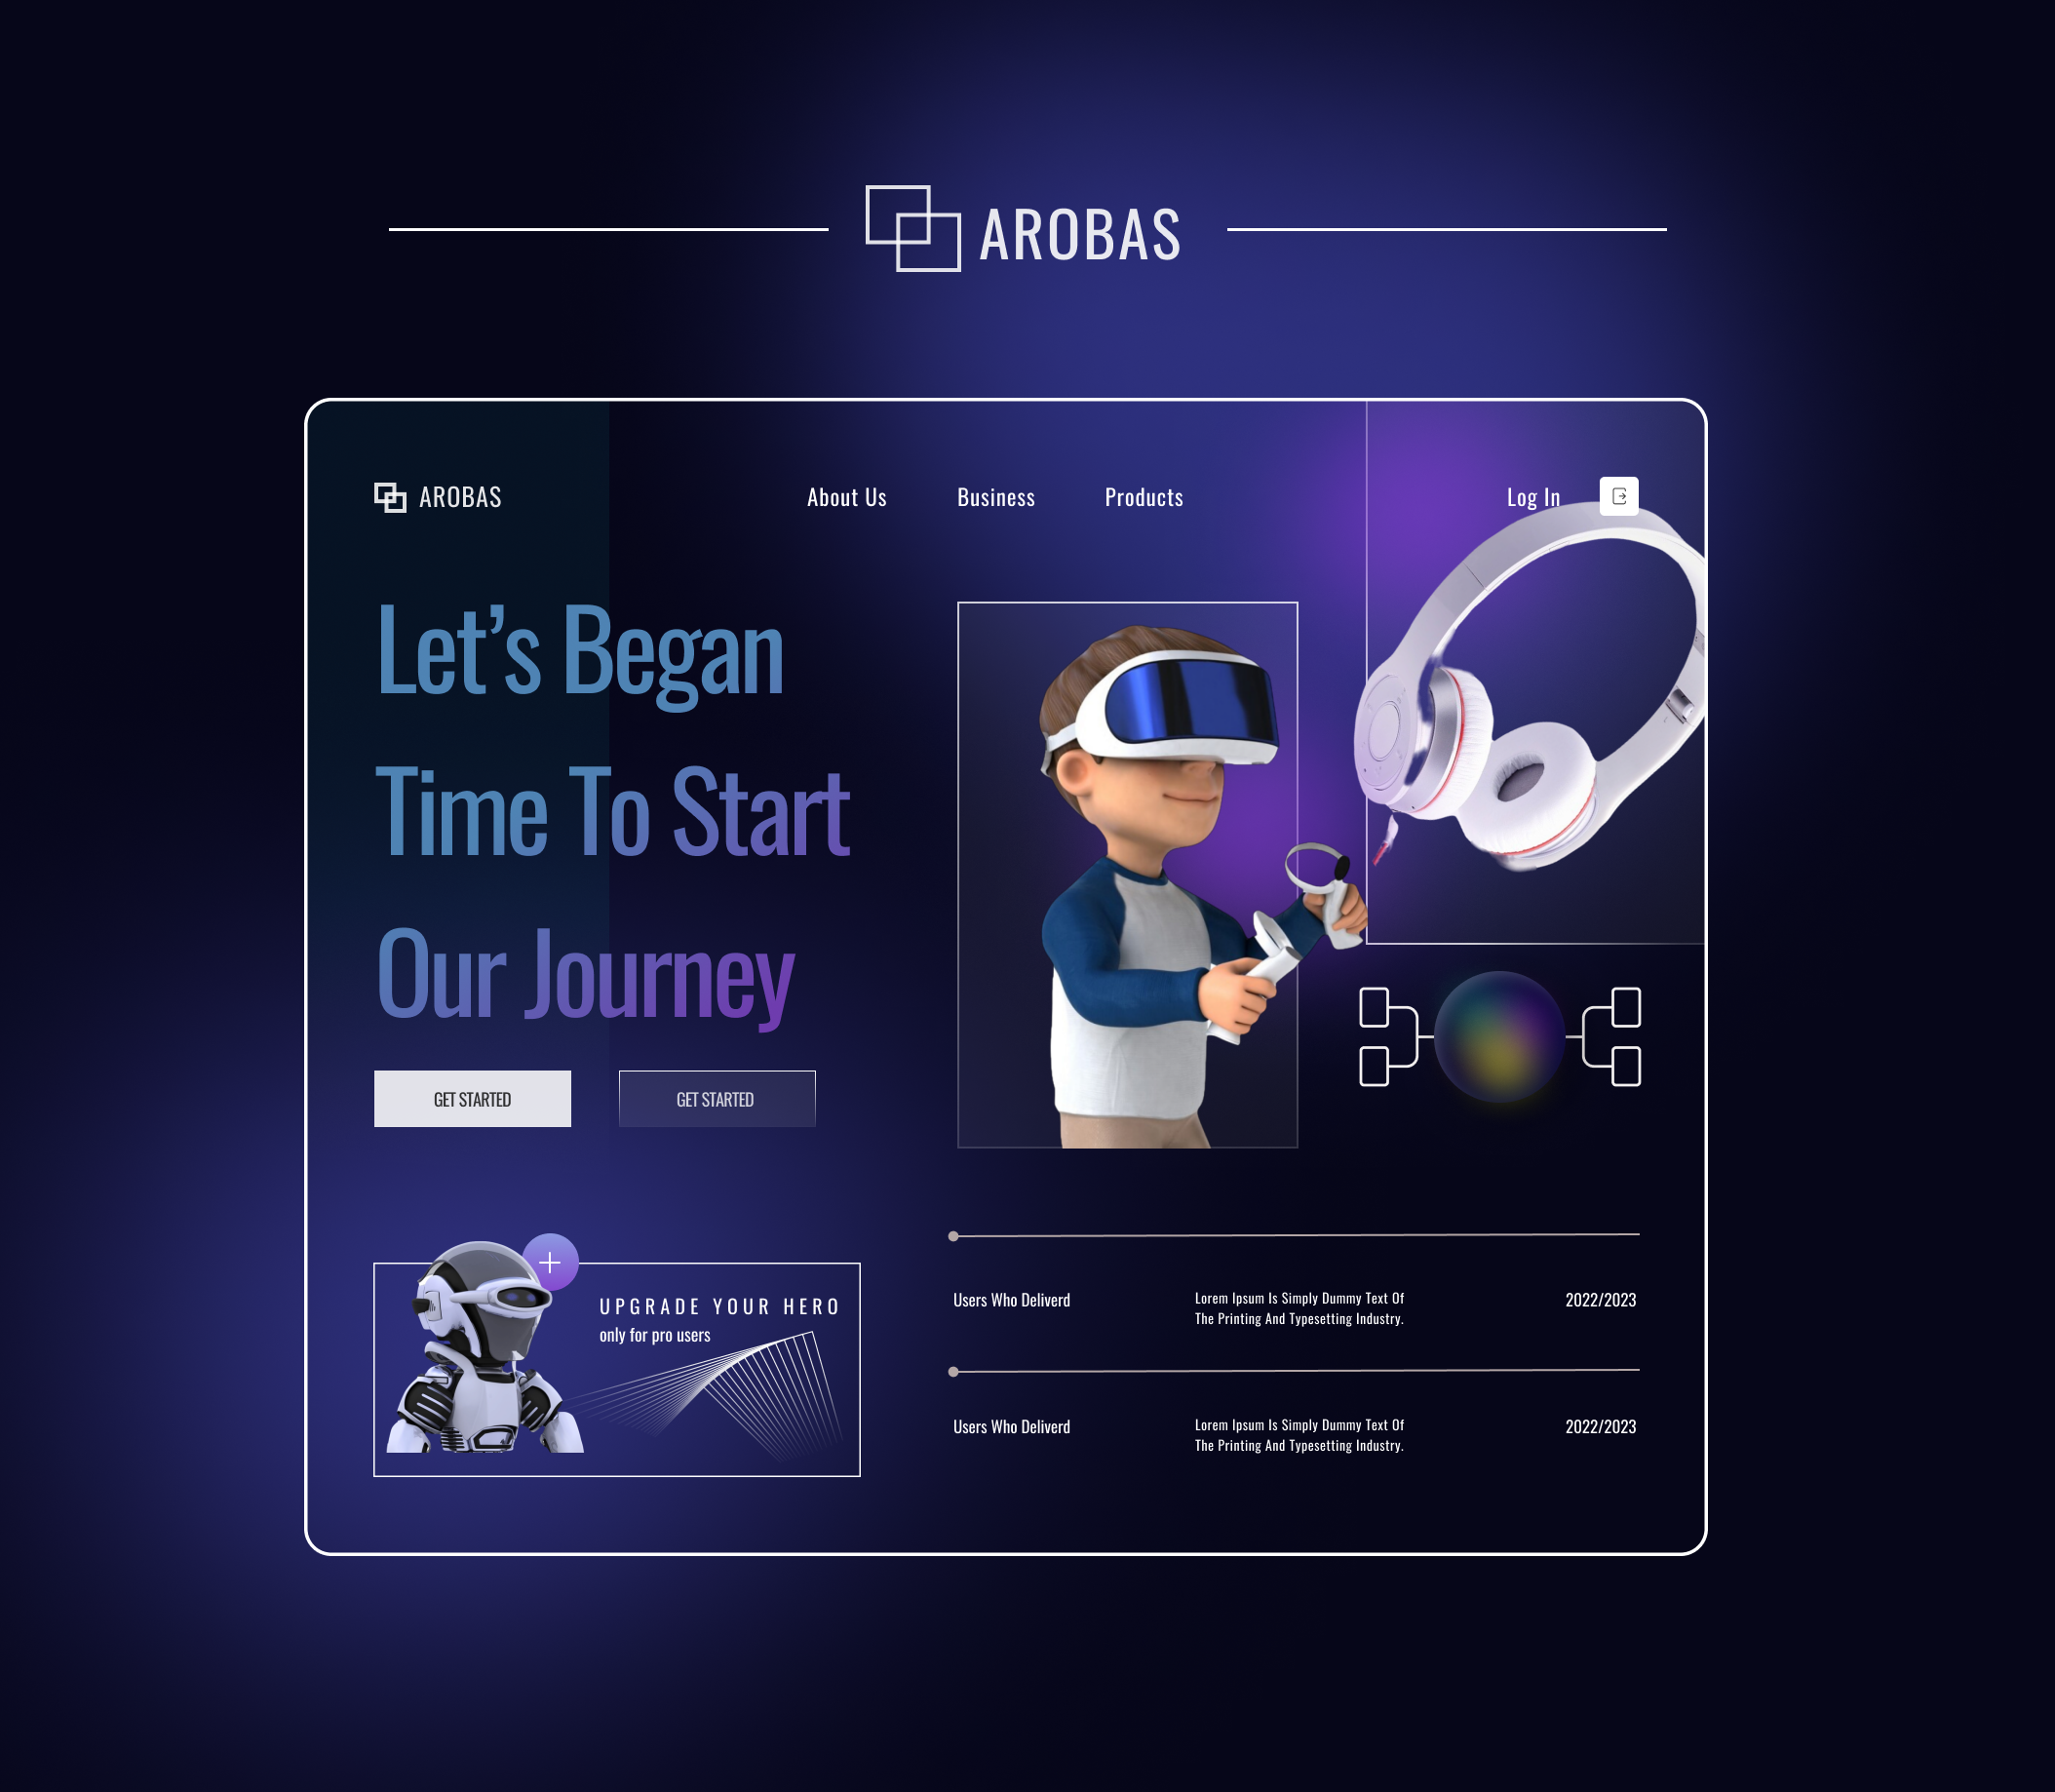 AROBAS
AROBAS
About Us
Business
Products
Log In
Let’s Began
Time To Start
Our Journey
GET STARTED
GET STARTED
UPGRADE YOUR HERO
only for pro users
Users Who Deliverd
Lorem Ipsum Is Simply Dummy Text Of
The Printing And Typesetting Industry.
2022/2023
Users Who Deliverd
Lorem Ipsum Is Simply Dummy Text Of
The Printing And Typesetting Industry.
2022/2023